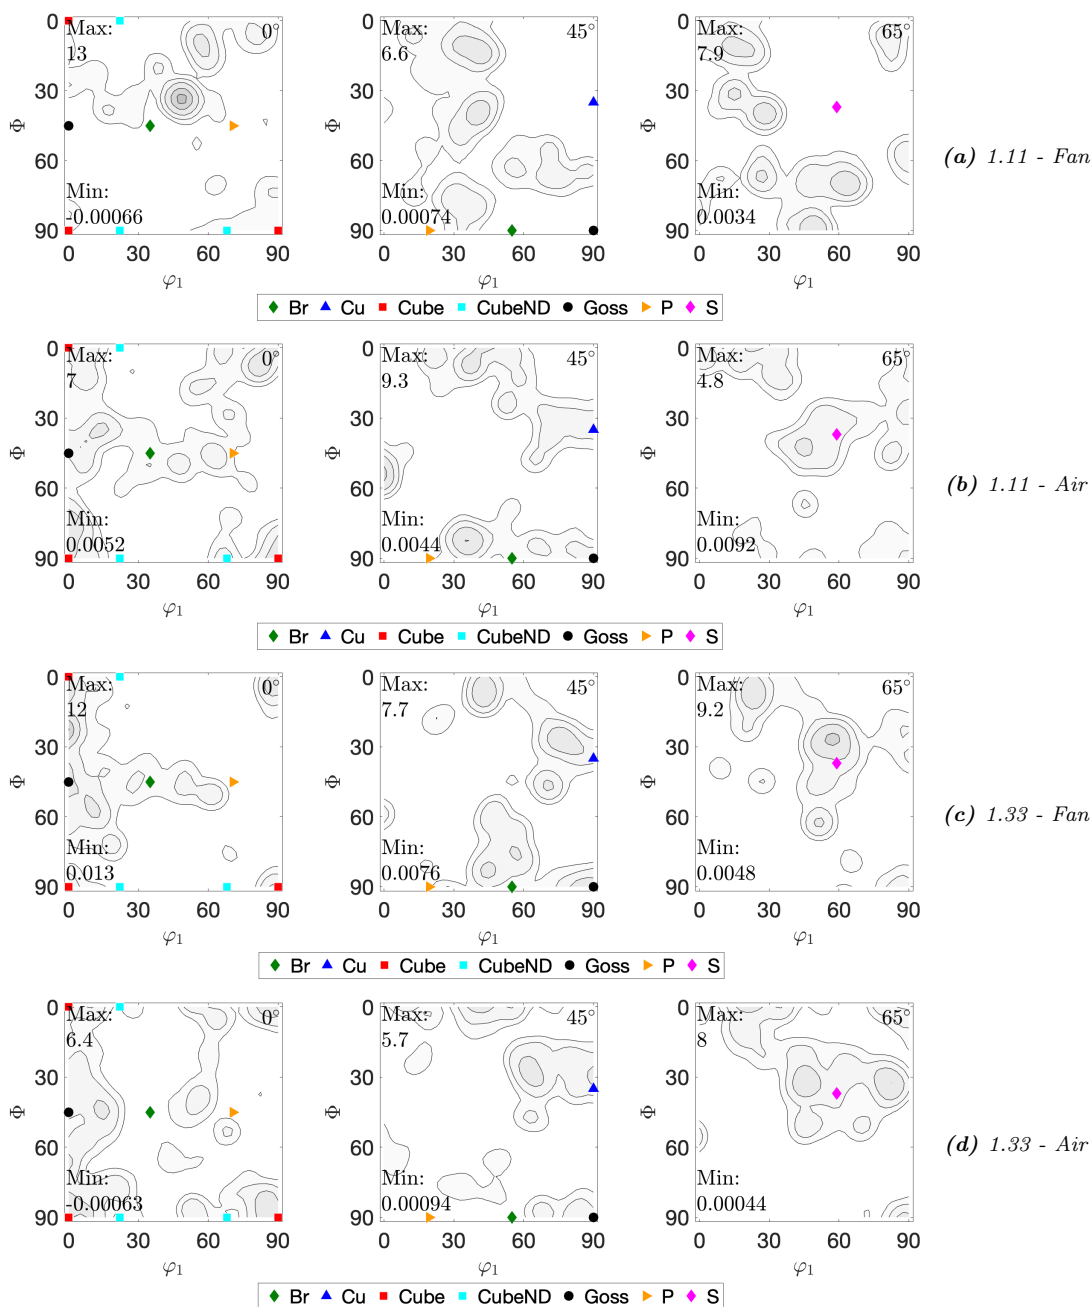 0 30 60 90 Φ Max: 13 0° Min: -0.00066 0 30 60 90 φ1
0 30 60 90 Φ Max: 6.6 45° Min: 0.00074 0 30 60 90 φ1
0 30 60 90 Φ Max: 7.9 65° Min: 0.0034 0 30 60 90 φ1
(a) 1.11 - Fan
Br Cu Cube CubeND Goss P S
0 30 60 90 Φ Max: 7 0° Min: 0.0052 0 30 60 90 φ1
0 30 60 90 Φ Max: 9.3 45° Min: 0.0044 0 30 60 90 φ1
0 30 60 90 Φ Max: 4.8 65° Min: 0.0092 0 30 60 90 φ1
(b) 1.11 - Air
Br Cu Cube CubeND Goss P S
0 30 60 90 Φ Max: 12 0° Min: 0.013 0 30 60 90 φ1
0 30 60 90 Φ Max: 7.7 45° Min: 0.0076 0 30 60 90 φ1
0 30 60 90 Φ Max: 9.2 65° Min: 0.0048 0 30 60 90 φ1
(c) 1.33 - Fan
Br Cu Cube CubeND Goss P S
0 30 60 90 Φ Max: 6.4 0° Min: -0.00063 0 30 60 90 φ1
0 30 60 90 Φ Max: 5.7 45° Min: 0.00094 0 30 60 90 φ1
0 30 60 90 Φ Max: 8 65° Min: 0.00044 0 30 60 90 φ1
(d) 1.33 - Air
Br Cu Cube CubeND Goss P S